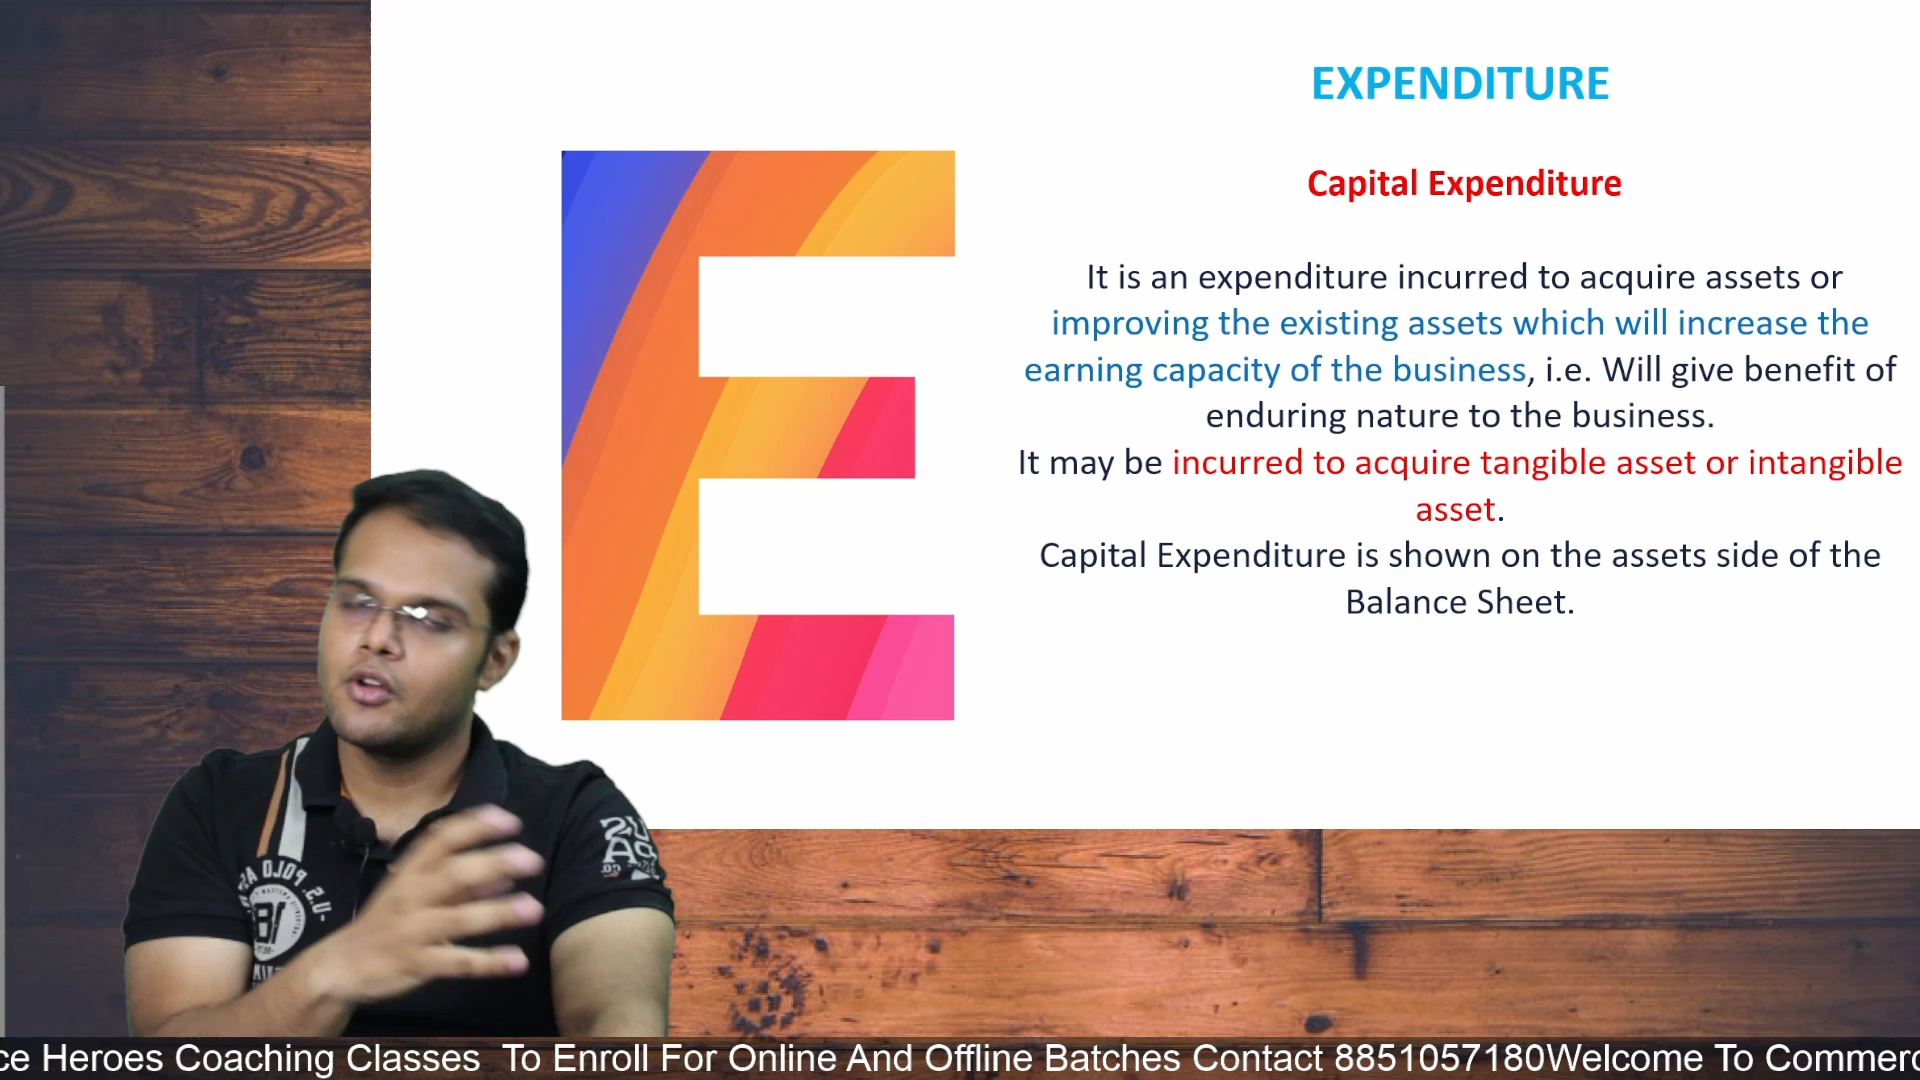 EXPENDITURE
Capital Expenditure
It is an expenditure incurred to acquire assets or
improving the existing assets which will increase the
earning capacity of the business, i.e. Will give benefit of
enduring nature to the business.
It may be incurred to acquire tangible asset or intangible
asset.
Capital Expenditure is shown on the assets side of the
Balance Sheet.
E
U.S. POLO AS
ce Heroes Coaching Classes To Enroll For Online And Offline Batches Contact 8851057180Welcome To Commerc